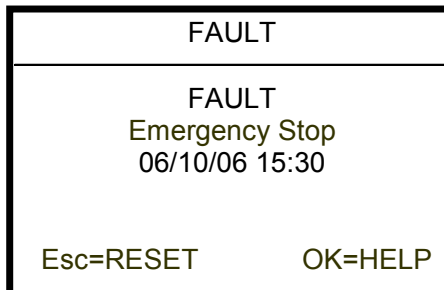 FAULT
FAULT
Emergency Stop
06/10/06 15:30
Esc=RESET OK=HELP